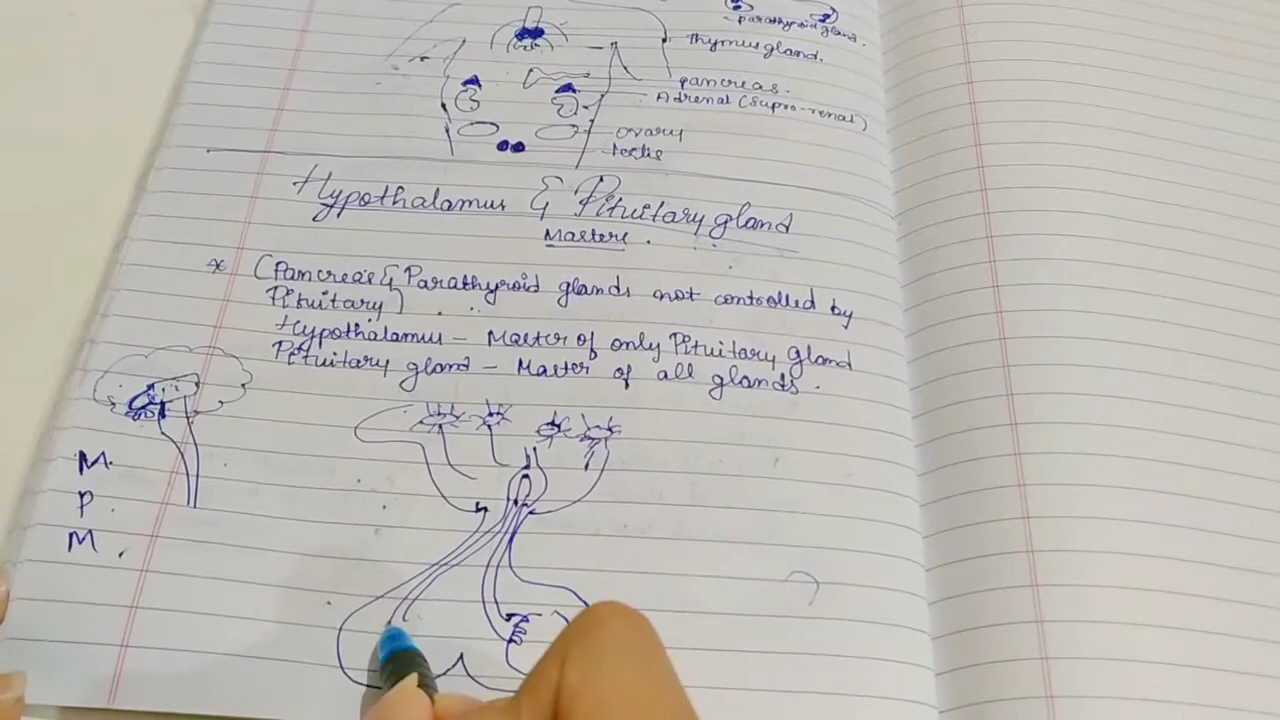 parathyroid gland.
Thymus gland.
pancreas.
Adrenal (supra-renal)
ovary
testis
Hypothalamus & Pituitary gland
Master.
* (Pancreas & Parathyroid glands not controlled by
Pituitary)
Hypothalamus - Master of only Pituitary gland
Pituitary gland - Master of all glands.
M.
P.
M.